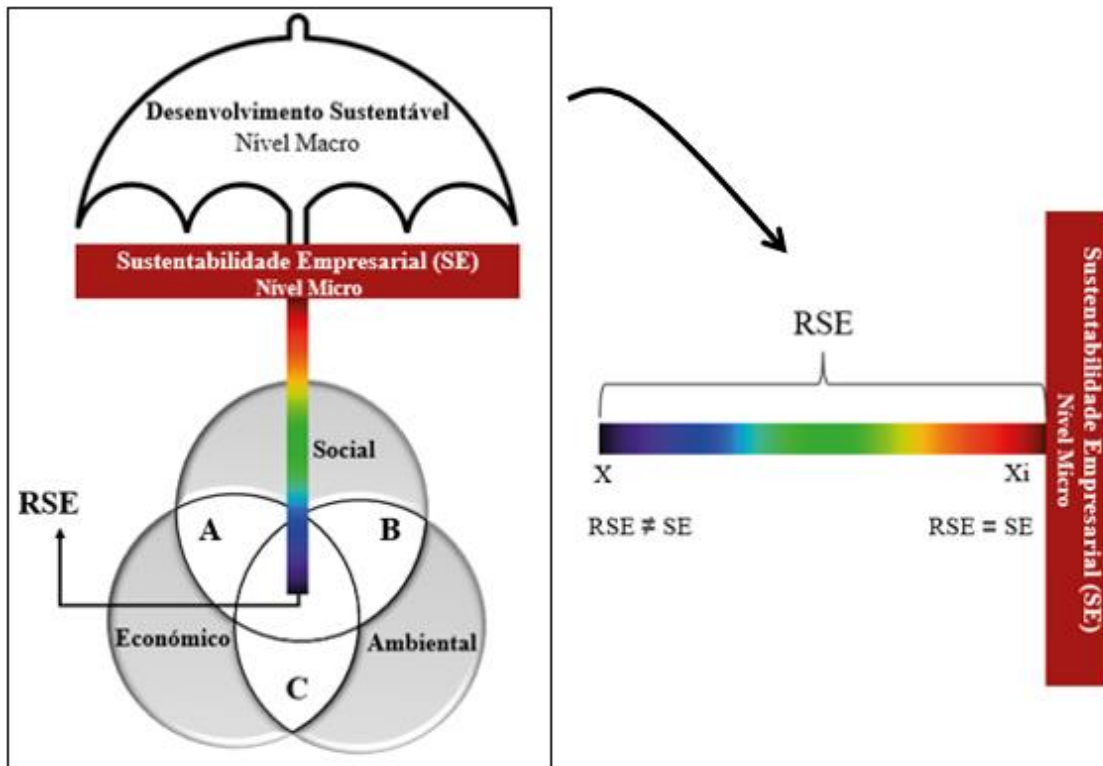 Desenvolvimento Sustentável
Nível Macro
Sustentabilidade Empresarial (SE)
Nível Micro
Social
RSE
A
B
Económico
Ambiental
C
RSE
X
Xi
RSE ≠ SE
RSE = SE
Sustentabilidade Empresarial (SE)
Nível Micro